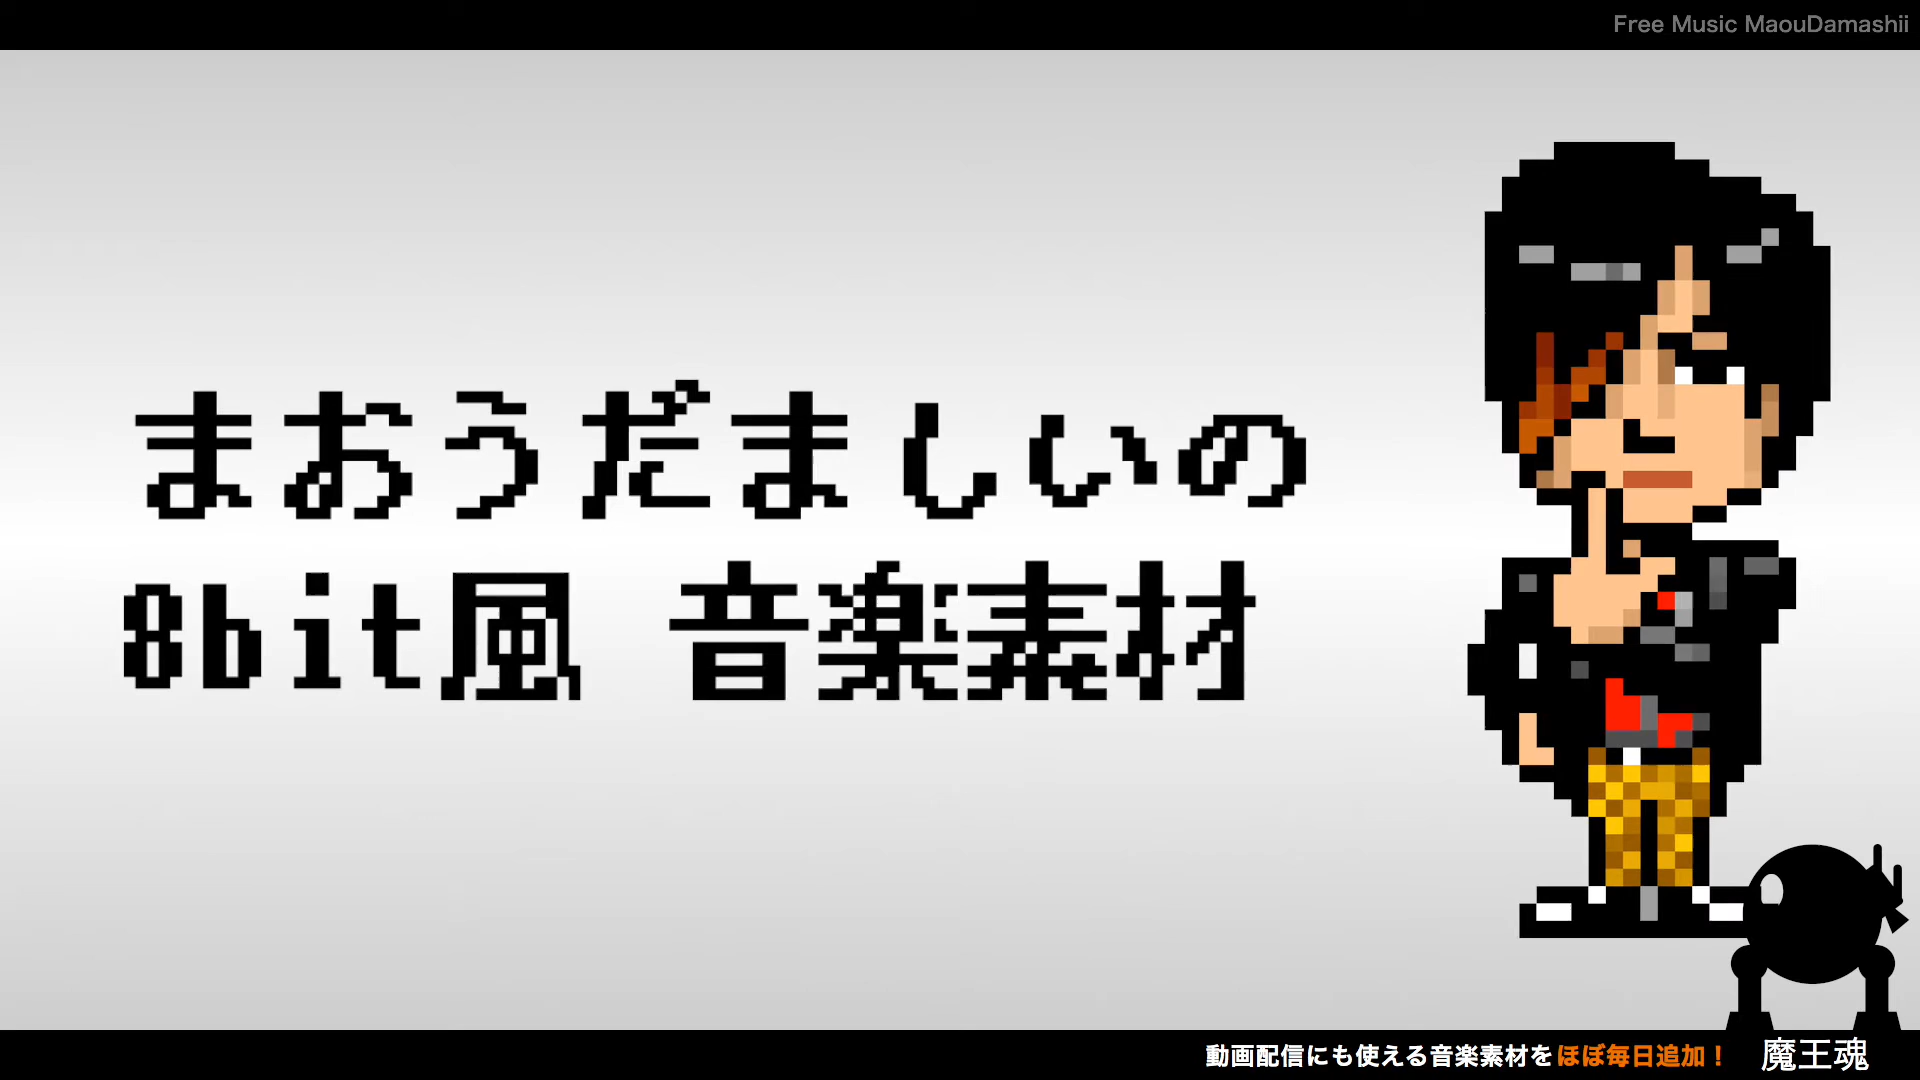 Free Music MaouDamashii
まおうだましいの
8bit風 音楽素材
動画配信にも使える音楽素材をほぼ毎日追加！ 魔王魂